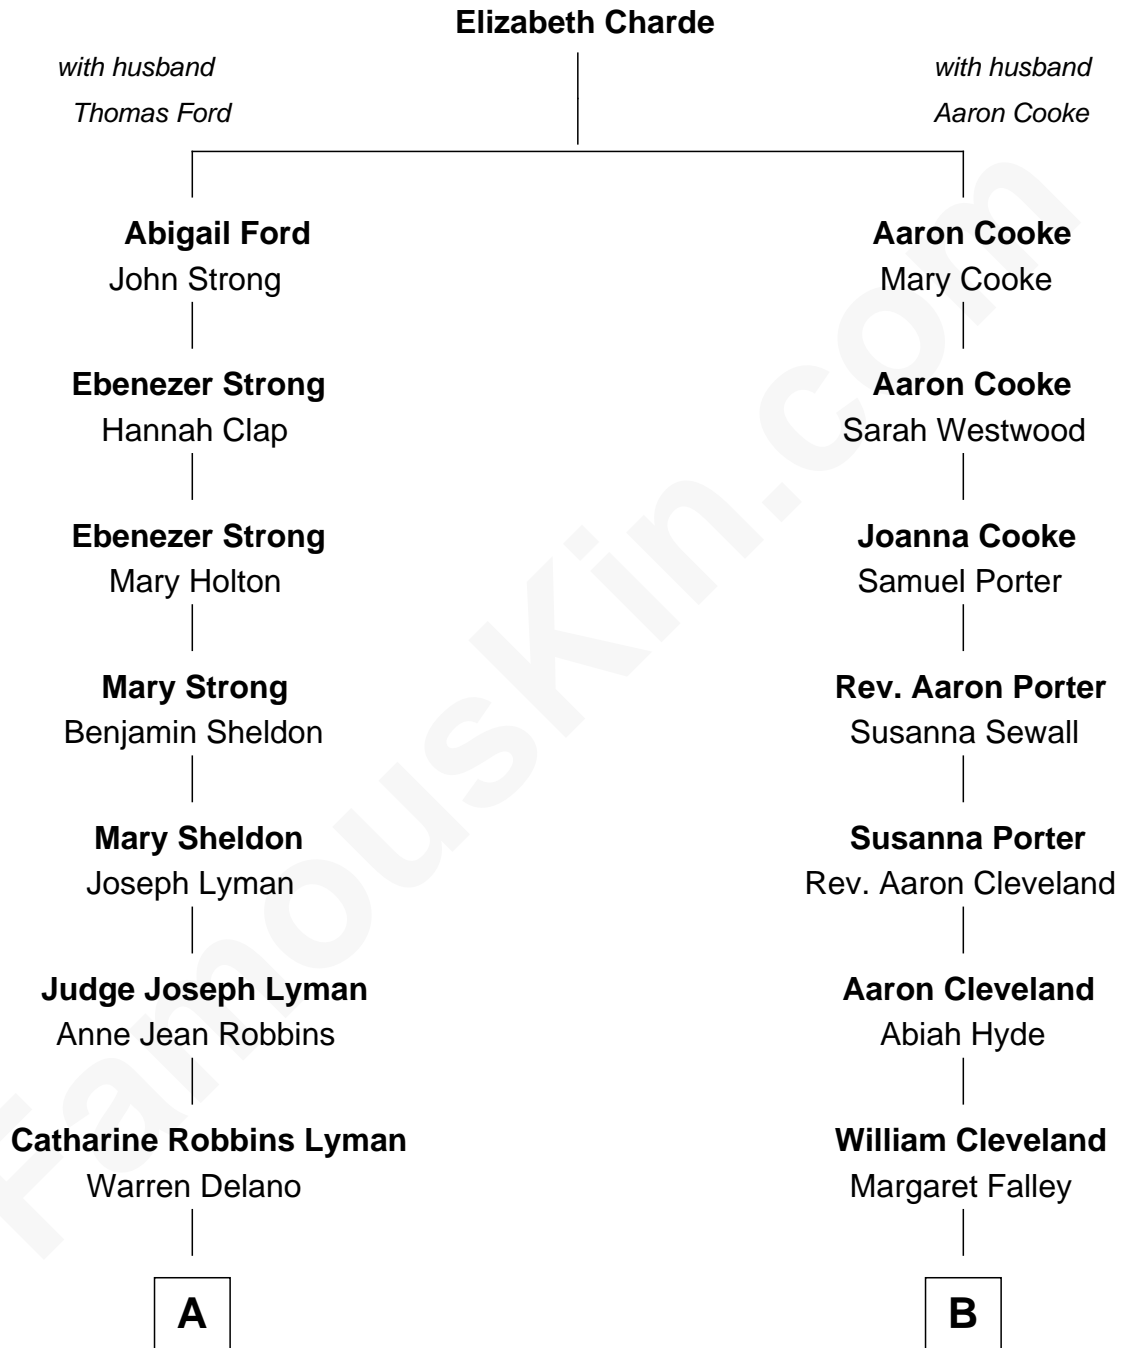 Elizabeth Charde
with husband
Thomas Ford
with husband
Aaron Cooke
Abigail Ford
John Strong
Aaron Cooke
Mary Cooke
Ebenezer Strong
Hannah Clap
Aaron Cooke
Sarah Westwood
Ebenezer Strong
Mary Holton
Joanna Cooke
Samuel Porter
Mary Strong
Benjamin Sheldon
Rev. Aaron Porter
Susanna Sewall
Mary Sheldon
Joseph Lyman
Susanna Porter
Rev. Aaron Cleveland
Judge Joseph Lyman
Anne Jean Robbins
Aaron Cleveland
Abiah Hyde
Catharine Robbins Lyman
Warren Delano
William Cleveland
Margaret Falley
A
B
FamousKin.com